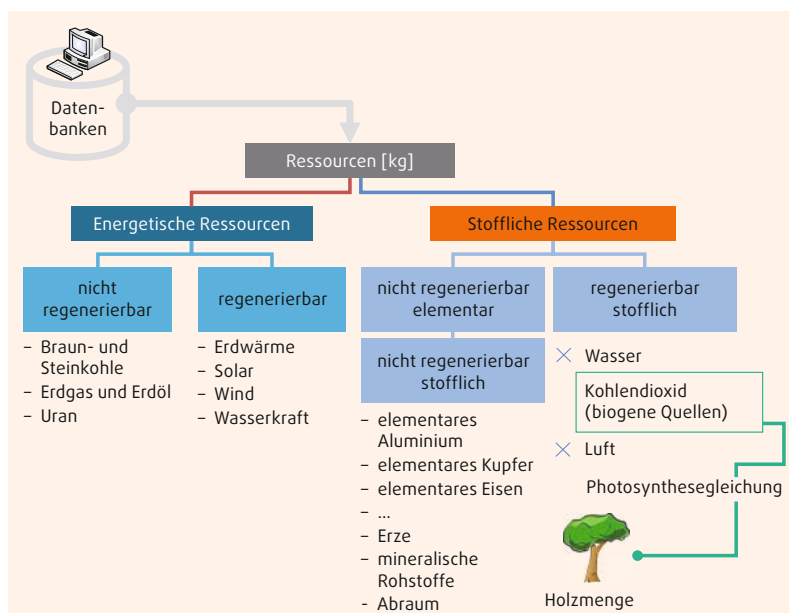 Daten-
banken
Ressourcen [kg]
Energetische Ressourcen
Stoffliche Ressourcen
nicht
regenerierbar
regenerierbar
nicht regenerierbar
elementar
regenerierbar
stofflich
– Braun- und
Steinkohle
– Erdgas und Erdöl
– Uran
– Erdwärme
– Solar
– Wind
– Wasserkraft
nicht regenerierbar
stofflich
– elementares
Aluminium
– elementares Kupfer
– elementares Eisen
– ...
– Erze
– mineralische
Rohstoffe
- Abraum
× Wasser
Kohlendioxid
(biogene Quellen)
× Luft
Photosynthesegleichung
Holzmenge